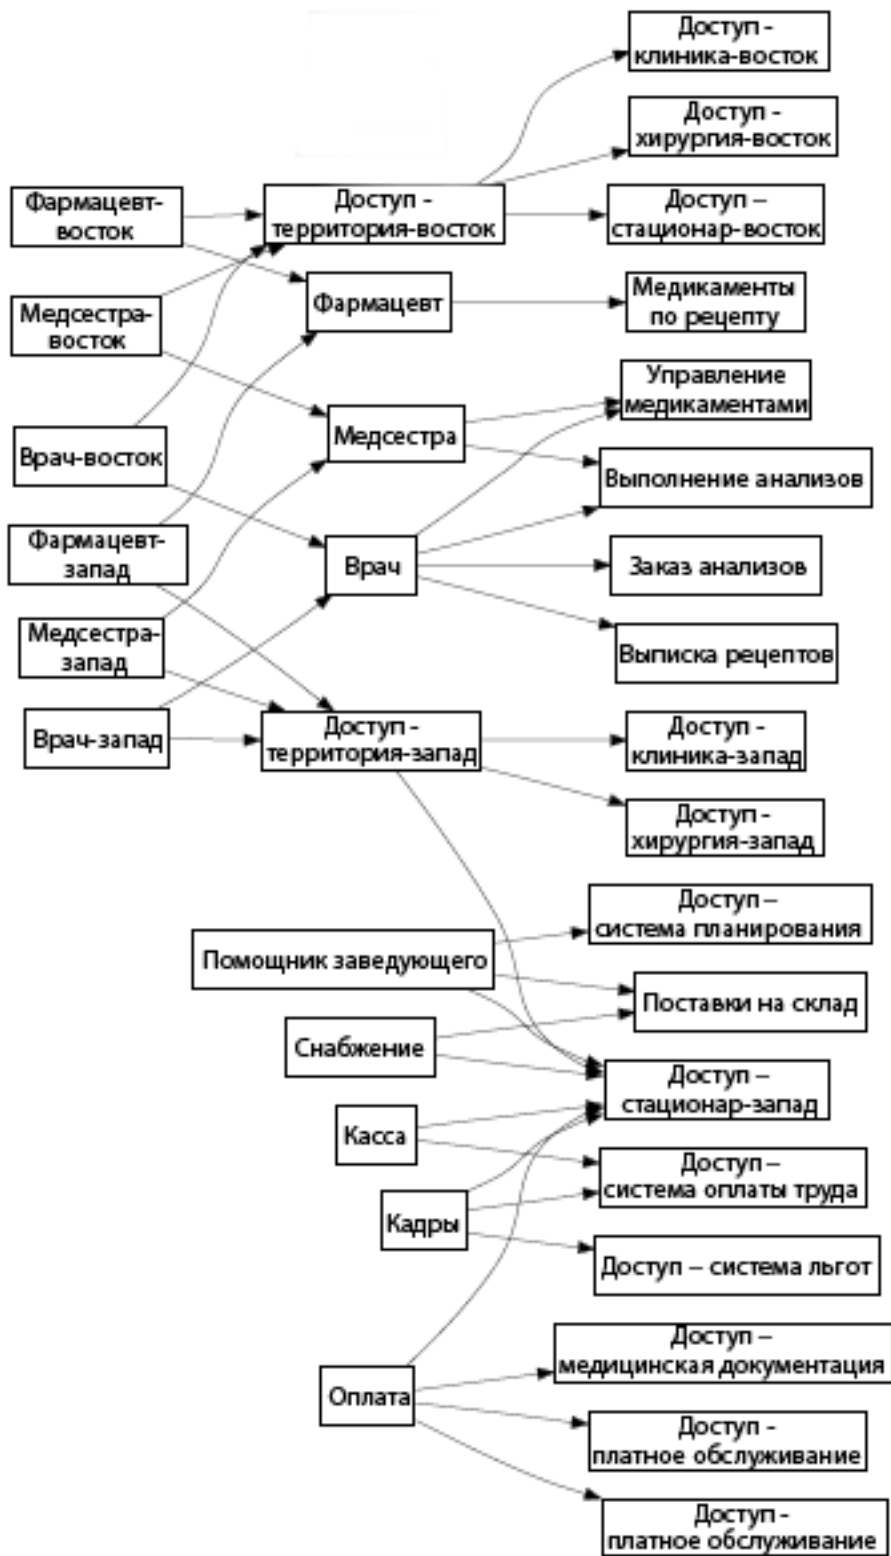 Доступ -
клиника-восток
Доступ -
хирургия-восток
Фармацевт-
восток
Доступ -
территория-восток
Доступ –
стационар-восток
Медсестра-
восток
Фармацевт
Медикаменты
по рецепту
Управление
медикаментами
Врач-восток
Медсестра
Выполнение анализов
Фармацевт-
запад
Врач
Заказ анализов
Медсестра-
запад
Выписка рецептов
Врач-запад
Доступ -
территория-запад
Доступ -
клиника-запад
Доступ -
хирургия-запад
Доступ –
система планирования
Помощник заведующего
Поставки на склад
Снабжение
Доступ –
стационар-запад
Касса
Доступ –
система оплаты труда
Кадры
Доступ – система льгот
Доступ –
медицинская документация
Оплата
Доступ -
платное обслуживание
Доступ -
платное обслуживание